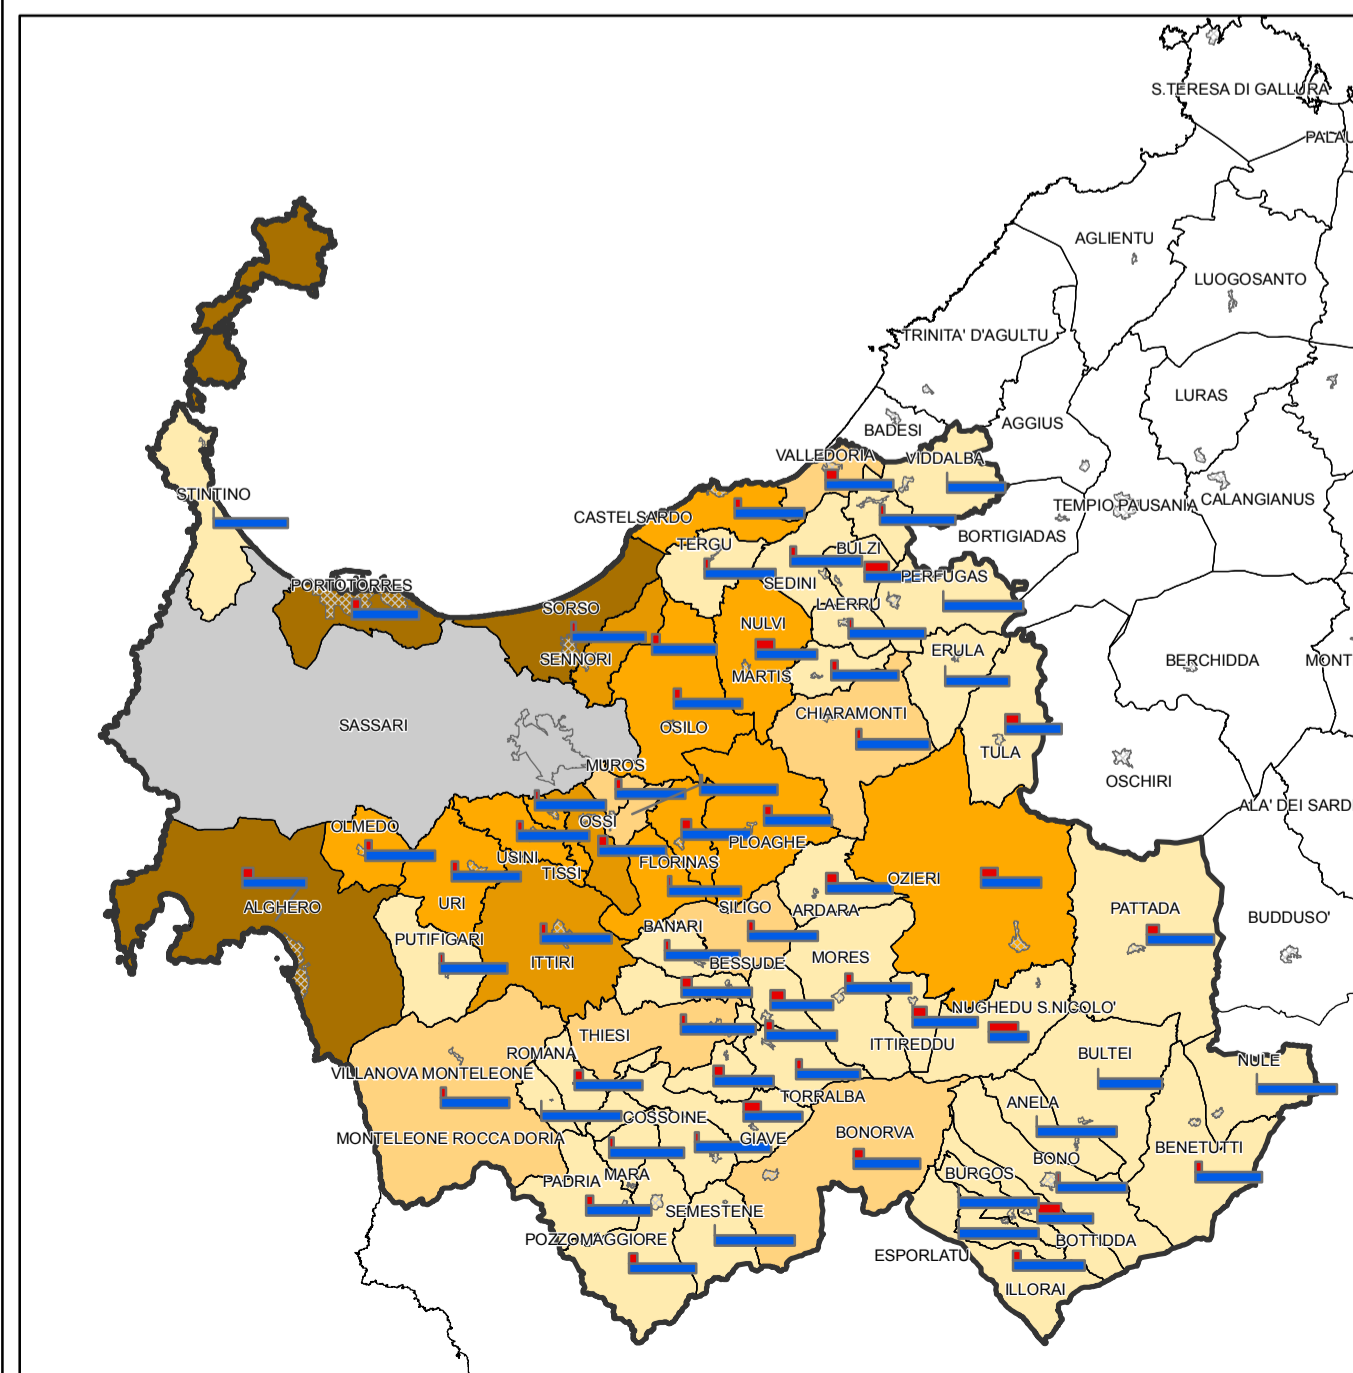 S.TERESA DI GALLURA
PALAU
AGLIENTU
LUOGOSANTO
TRINITA' D'AGULTU
LURAS
BADESI
AGGIUS
VALLEDORIA
VIDDALBA
STINTINO
TEMPIO PAUSANIA
CALANGIANUS
CASTELSARDO
BORTIGIADAS
TERGU
BULZI
PORTOTORRES
SEDINI
PERFUGAS
SORSO
LAERRU
NULVI
SENNORI
ERULA
BERCHIDDA
MONT
MARTIS
CHIARAMONTI
SASSARI
OSILO
TULA
MUROS
OSCHIRI
ALA' DEI SARDI
OLMEDO
OSSI
PLOAGHE
USINI
FLORINAS
TISSI
OZIERI
URI
ALGHERO
SILIGO
ARDARA
PATTADA
BUDDUSO'
BANARI
PUTIFIGARI
ITTIRI
BESSUDE
MORES
NUGHEDU S.NICOLO'
THIESI
ITTIREDDU
ROMANA
BULTEI
NULE
VILLANOVA MONTELEONE
TORRALBA
ANELA
COSSOINE
MONTELEONE ROCCA DORIA
GIAVE
BONORVA
BENETUTTI
BONO
BURGOS
MARA
PADRIA
SEMESTENE
POZZOMAGGIORE
BOTTIDDA
ESPORLATU
ILLORAI